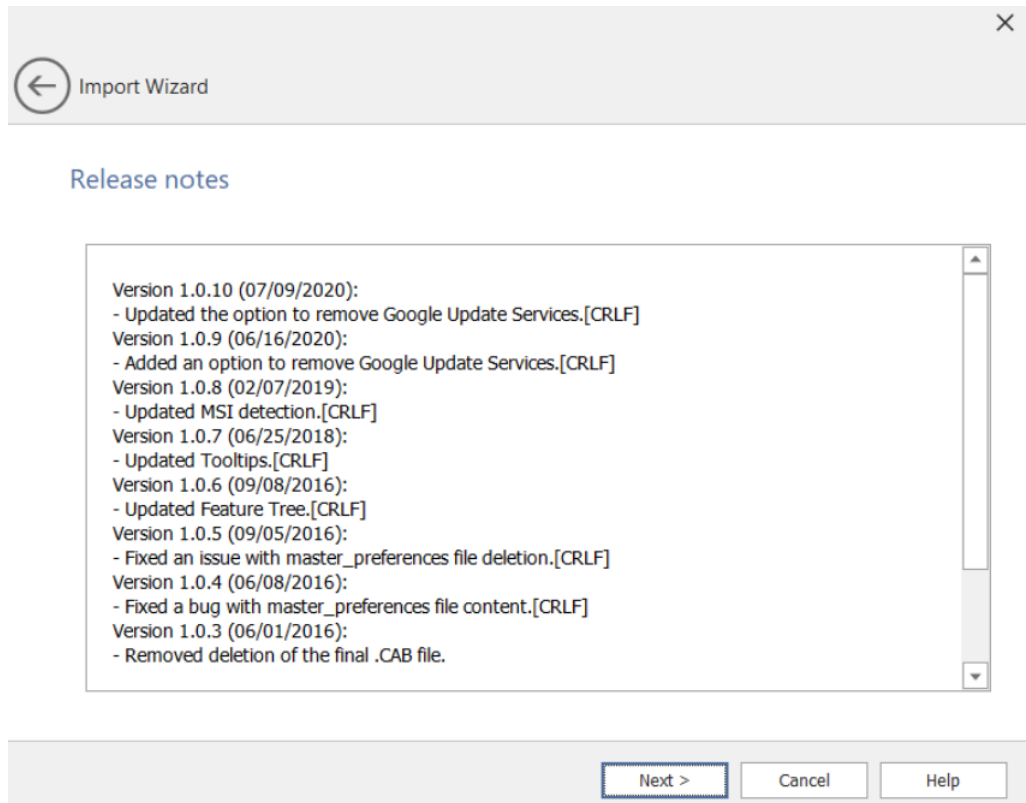 Import Wizard
Release notes
Version 1.0.10 (07/09/2020):
- Updated the option to remove Google Update Services.[CRLF]
Version 1.0.9 (06/16/2020):
- Added an option to remove Google Update Services.[CRLF]
Version 1.0.8 (02/07/2019):
- Updated MSI detection.[CRLF]
Version 1.0.7 (06/25/2018):
- Updated Tooltips.[CRLF]
Version 1.0.6 (09/08/2016):
- Updated Feature Tree.[CRLF]
Version 1.0.5 (09/05/2016):
- Fixed an issue with master_preferences file deletion.[CRLF]
Version 1.0.4 (06/08/2016):
- Fixed a bug with master_preferences file content.[CRLF]
Version 1.0.3 (06/01/2016):
- Removed deletion of the final .CAB file.
Next > Cancel Help